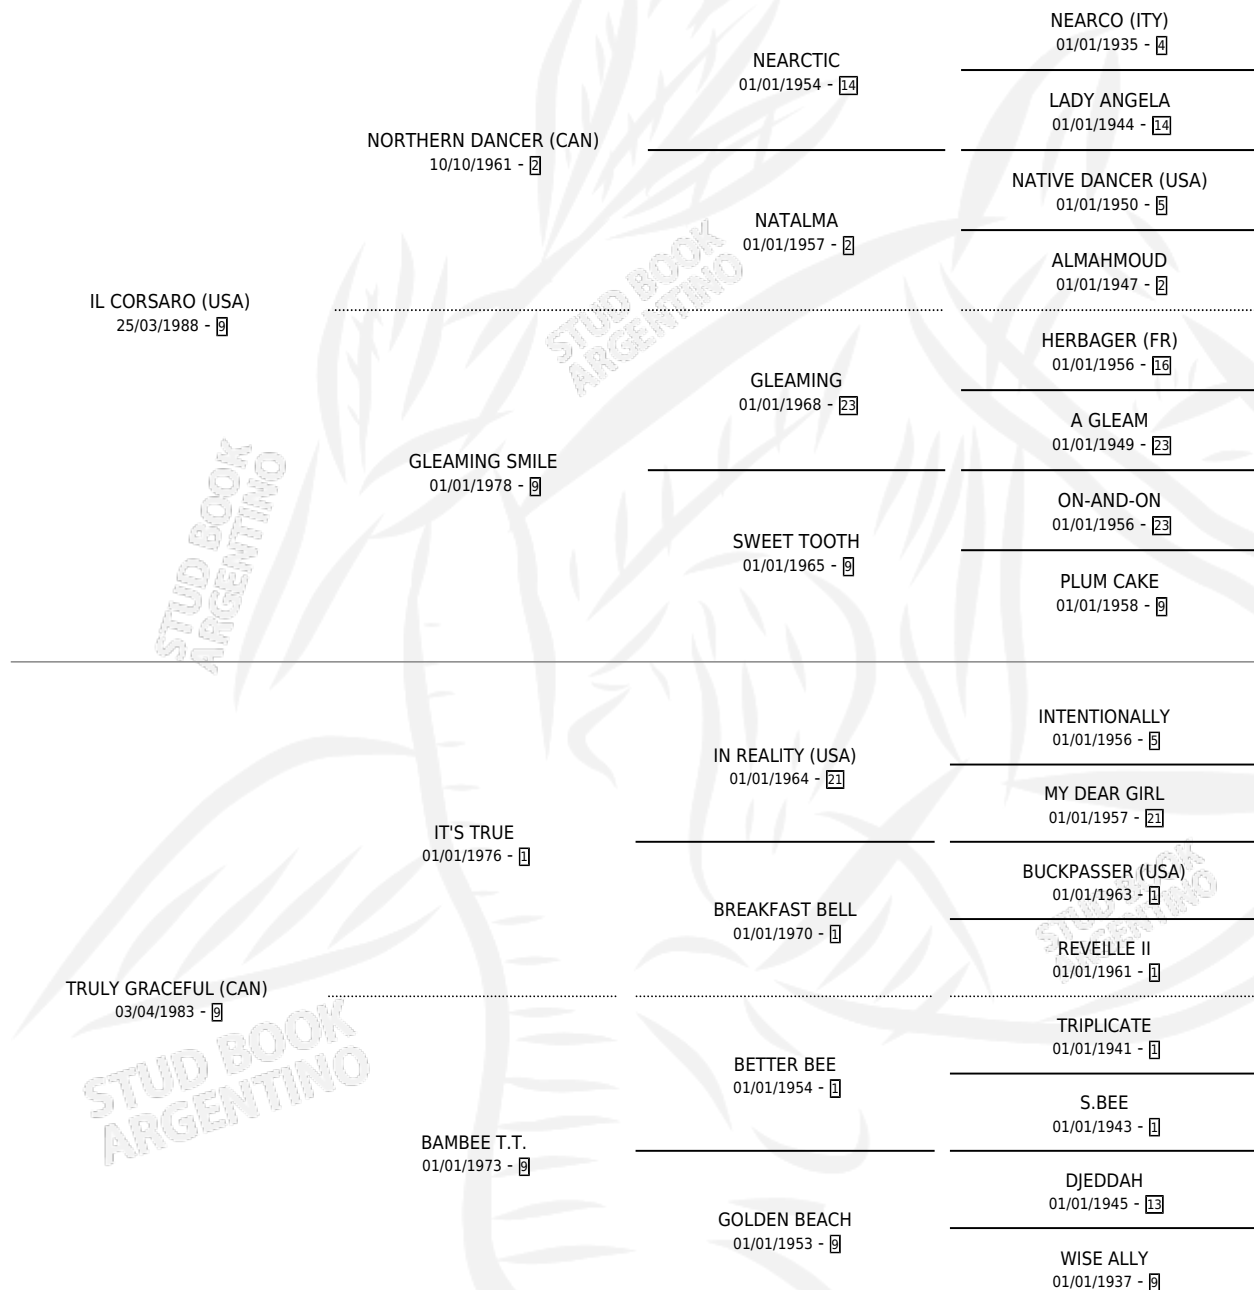 NEARCO (ITY)
01/01/1935 - 4
NEARCTIC
01/01/1954 - 14
LADY ANGELA
01/01/1944 - 14
NORTHERN DANCER (CAN)
10/10/1961 - 2
NATIVE DANCER (USA)
01/01/1950 - 5
NATALMA
01/01/1957 - 2
ALMAHMOUD
01/01/1947 - 2
IL CORSARO (USA)
25/03/1988 - 9
STUD BOOK
ARGENTINO
HERBAGER (FR)
01/01/1956 - 16
GLEAMING
01/01/1968 - 23
A GLEAM
01/01/1949 - 23
GLEAMING SMILE
01/01/1978 - 9
ON-AND-ON
01/01/1956 - 23
SWEET TOOTH
01/01/1965 - 9
PLUM CAKE
01/01/1958 - 9
STUD BOOK
ARGENTINO
INTENTIONALLY
01/01/1956 - 5
IN REALITY (USA)
01/01/1964 - 21
MY DEAR GIRL
01/01/1957 - 21
IT'S TRUE
01/01/1976 - 1
BUCKPASSER (USA)
01/01/1963 - 1
BREAKFAST BELL
01/01/1970 - 1
STUD BOOK
ARGENTINO
REVEILLE II
01/01/1961 - 1
TRULY GRACEFUL (CAN)
03/04/1983 - 9
TRIPLICATE
01/01/1941 - 1
BETTER BEE
01/01/1954 - 1
STUD BOOK
ARGENTINO
S.BEE
01/01/1943 - 1
BAMBEE T.T.
01/01/1973 - 9
DJEDDAH
01/01/1945 - 13
GOLDEN BEACH
01/01/1953 - 9
WISE ALLY
01/01/1937 - 9